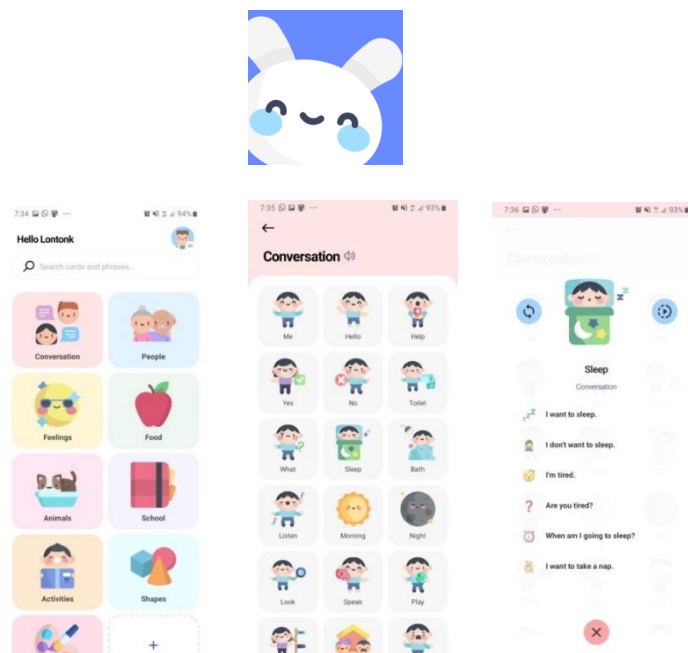 7:34
94%
Hello Lontonk
Search cards and phrases...
Conversation
People
Feelings
Food
Animals
School
Activities
Shapes
+
7:35
93%
Conversation
Me
Hello
Help
Yes
No
Toilet
What
Sleep
Bath
Listen
Morning
Night
Look
Speak
Play
7:36
93%
Conversation
Sleep
Conversation
I want to sleep.
I don't want to sleep.
I'm tired.
Are you tired?
When am I going to sleep?
I want to take a nap.